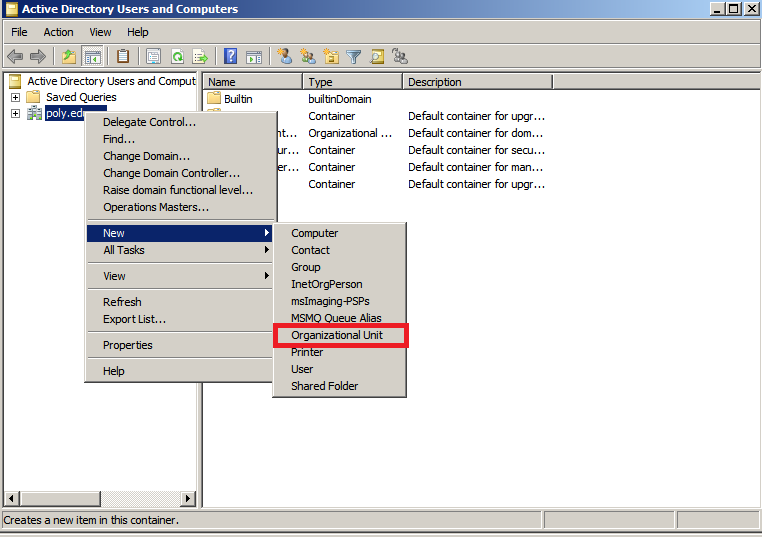 Active Directory Users and Computers
File Action View Help
Active Directory Users and Comput
Saved Queries
poly.ed
Name Type Description
Builtin builtinDomain
Container Default container for upgr...
nt... Organizational ... Default container for dom...
ur... Container Default container for secu...
er... Container Default container for man...
Container Default container for upgr...
Delegate Control...
Find...
Change Domain...
Change Domain Controller...
Raise domain functional level...
Operations Masters...
New
All Tasks
View
Refresh
Export List...
Properties
Help
Computer
Contact
Group
InetOrgPerson
msImaging-PSPs
MSMQ Queue Alias
Organizational Unit
Printer
User
Shared Folder
Creates a new item in this container.